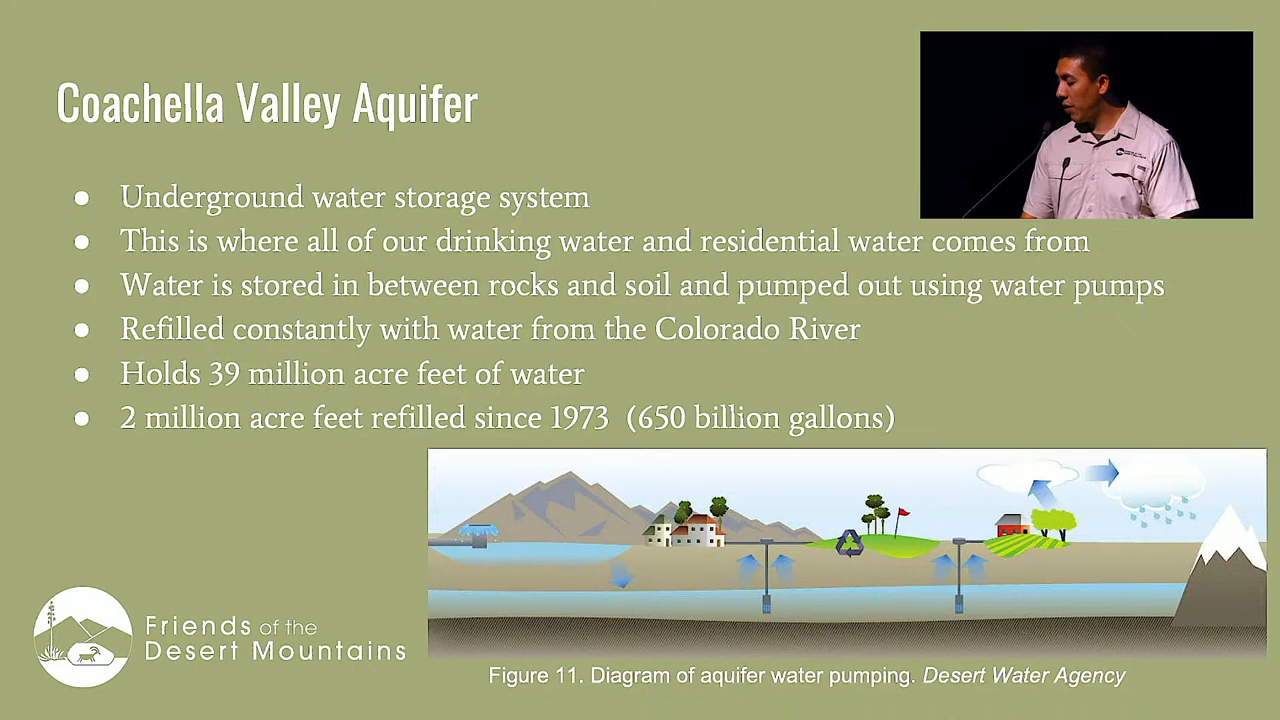 Coachella Valley Aquifer
● Underground water storage system
● This is where all of our drinking water and residential water comes from
● Water is stored in between rocks and soil and pumped out using water pumps
● Refilled constantly with water from the Colorado River
● Holds 39 million acre feet of water
● 2 million acre feet refilled since 1973 (650 billion gallons)
Friends of the
Desert Mountains
Figure 11. Diagram of aquifer water pumping. Desert Water Agency